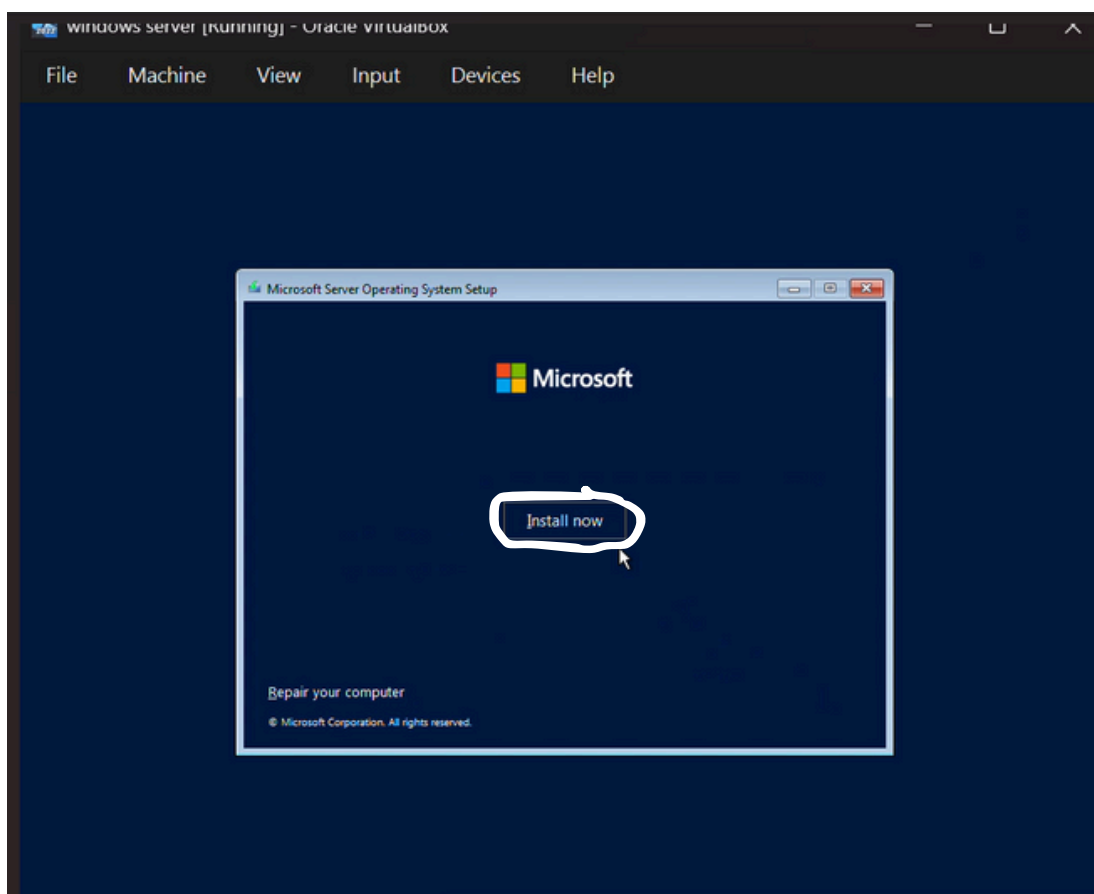 windows server [Running] - Oracle VirtualBox
File Machine View Input Devices Help
Microsoft Server Operating System Setup
Microsoft
Install now
Repair your computer
© Microsoft Corporation. All rights reserved.